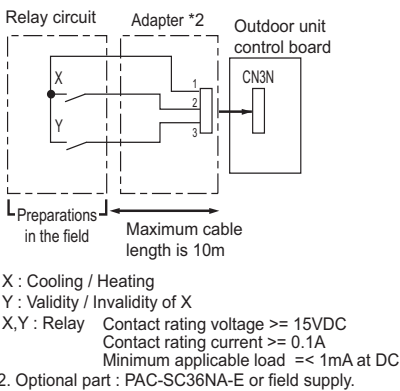 Relay circuit
Adapter *2
Outdoor unit
control board
X
Y
1
2
3
CN3N
Preparations
in the field
Maximum cable
length is 10m
X : Cooling / Heating
Y : Validity / Invalidity of X
X,Y : Relay Contact rating voltage >= 15VDC
Contact rating current >= 0.1A
Minimum applicable load =< 1mA at DC
2. Optional part : PAC-SC36NA-E or field supply.